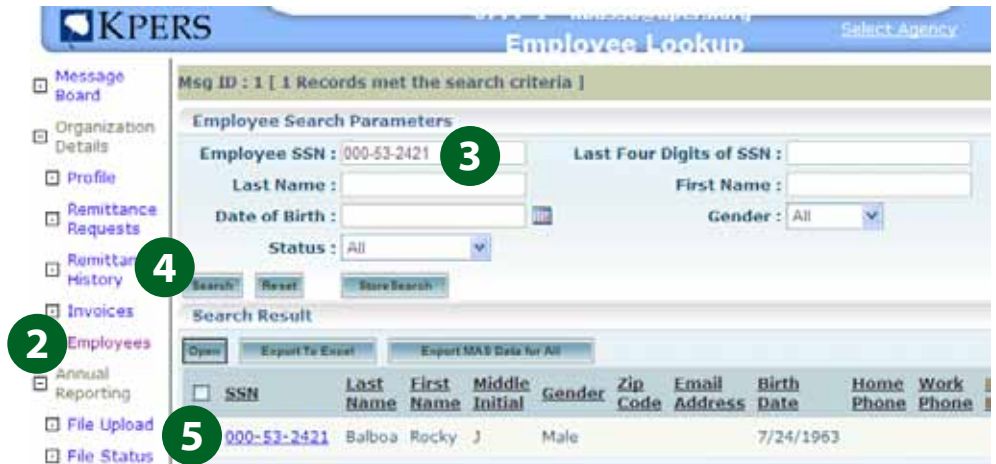 KPERS
Employee Lookup
Select Agency
Message Board
Organization Details
Profile
Remittance Requests
Remittance History
4
Invoices
2
Employees
Annual Reporting
File Upload
File Status
Msg ID : 1 [ 1 Records met the search criteria ]
Employee Search Parameters
Employee SSN : 000-53-2421
3
Last Four Digits of SSN :
Last Name :
First Name :
Date of Birth :
Gender : All
Status : All
Search Reset Store Search
Search Result
Open Export To Excel Export MAS Data for All
SSN Last Name First Name Middle Initial Gender Zip Code Email Address Birth Date Home Phone Work Phone
5
000-53-2421 Balboa Rocky J Male 7/24/1963